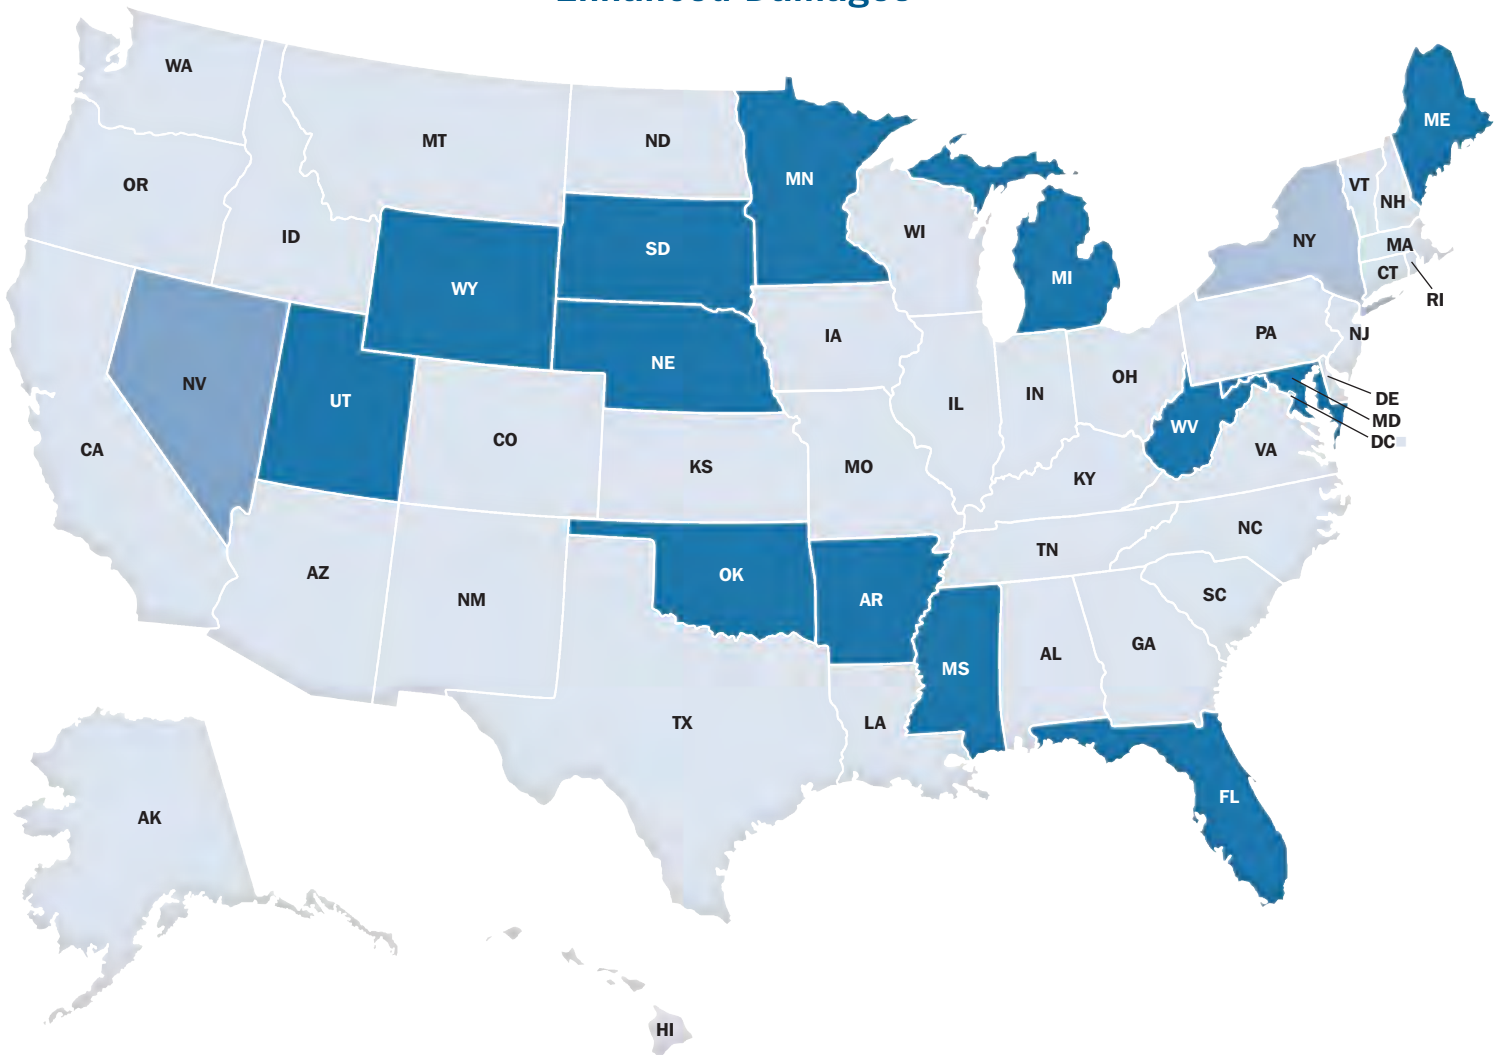 Enhanced Damages
WA
MT
ND
MN
ME
OR
ID
WY
SD
WI
MI
NY
VT
NH
MA
CT
RI
NV
UT
NE
IA
PA
NJ
CA
CO
KS
MO
IL
IN
OH
WV
VA
DE
MD
DC
KY
AZ
NM
OK
AR
TN
NC
SC
TX
LA
MS
AL
GA
FL
AK
HI